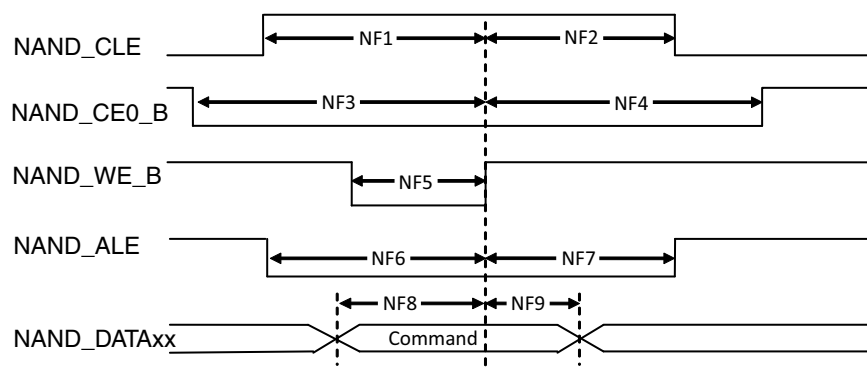 NAND_CLE NF1 NF2
NAND_CE0_B NF3 NF4
NAND_WE_B NF5
NAND_ALE NF6 NF7
NF8 NF9
NAND_DATAxx Command